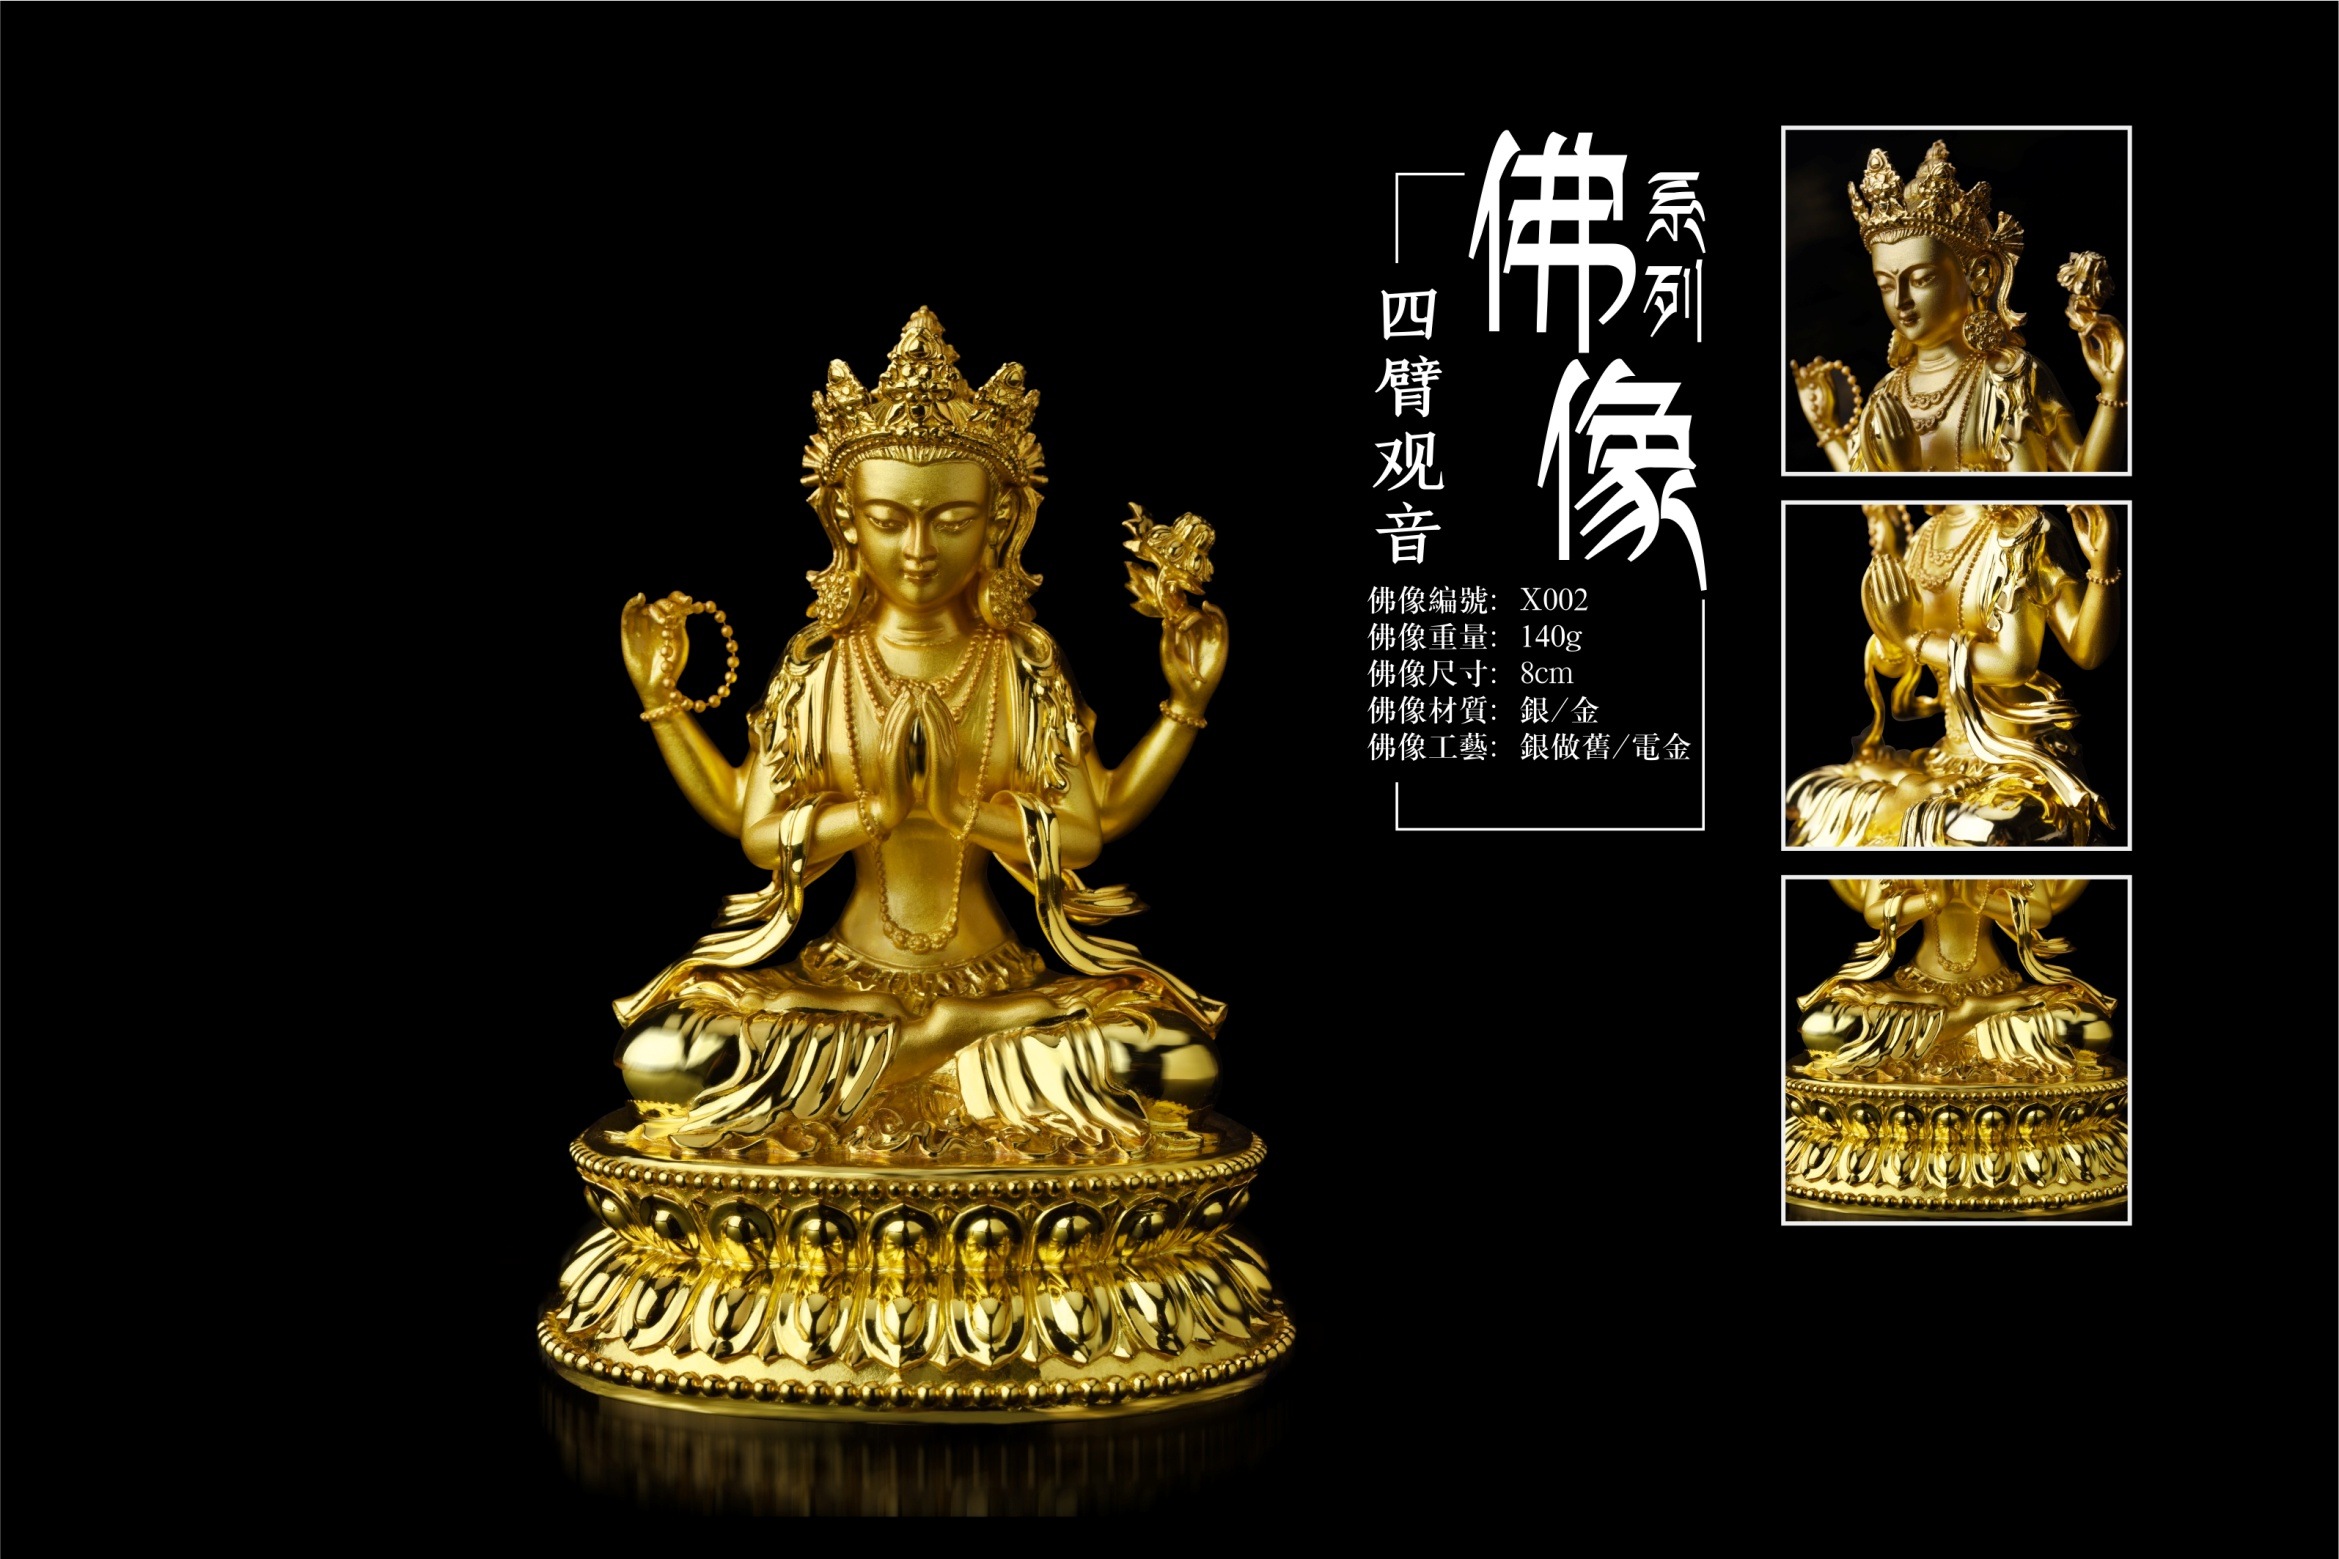 佛像
系列
四臂观音
佛像編號：X002
佛像重量：140g
佛像尺寸：8cm
佛像材質：銀/金
佛像工藝：銀做舊/電金